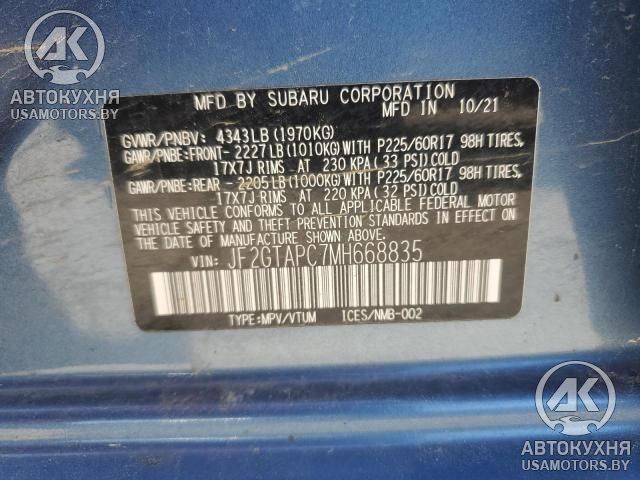 AK
АВТОКУХНЯ
USAMOTORS.BY
MFD BY SUBARU CORPORATION
MFD IN 10/21
GVWR/PNBV: 4343LB(1970KG)
GAWR/PNBE:FRONT-2227LB(1010KG)WITH P225/60R17 98H TIRES,
17X7J RIMS AT 230 KPA(33 PSI)COLD
GAWR/PNBE:REAR -2205LB(1000KG)WITH P225/60R17 98H TIRES,
17X7J RIMS AT 220 KPA(32 PSI)COLD
THIS VEHICLE CONFORMS TO ALL APPLICABLE FEDERAL MOTOR
VEHICLE SAFETY AND THEFT PREVENTION STANDARDS IN EFFECT
ON THE DATE OF MANUFACTURE SHOWN ABOVE.
VIN: JF2GTAPC7MH668835
TYPE:MPV/VTUM ICES/NMB-002
AK
АВТОКУХНЯ
USAMOTORS.BY